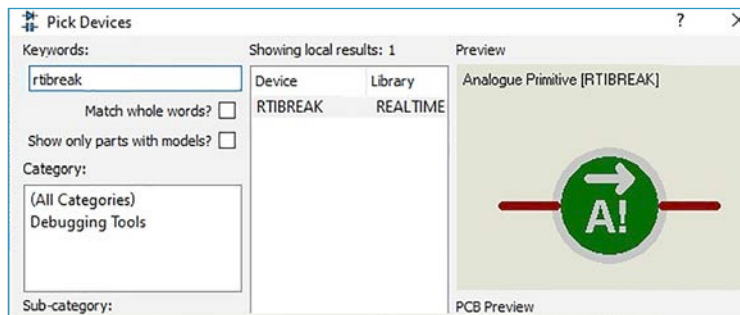 Pick Devices
?
Keywords:
rtibreak
Match whole words?
Show only parts with models?
Category:
(All Categories)
Debugging Tools
Sub-category:
Showing local results: 1
Device Library
RTIBREAK REALTIME
Preview
Analogue Primitive [RTIBREAK]
A!
PCB Preview